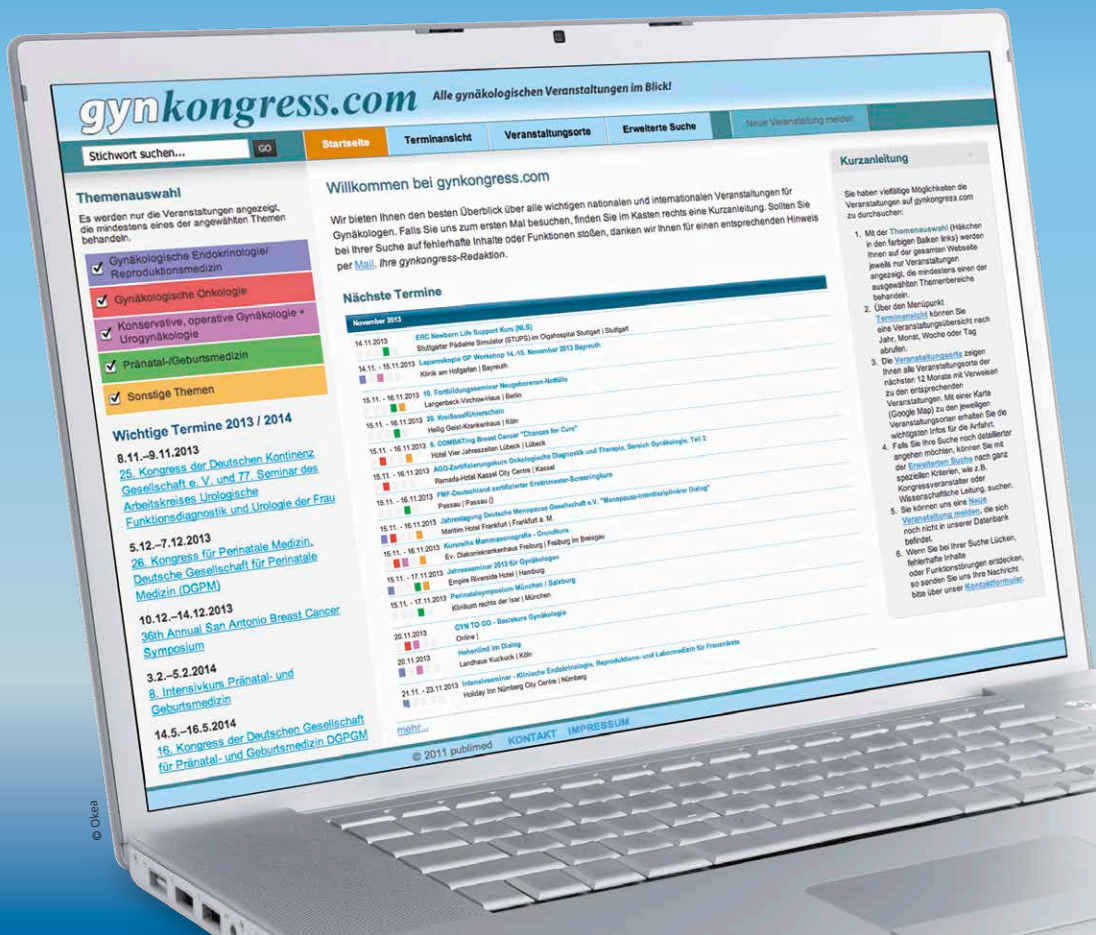 gynkongress.com Alle gynäkologischen Veranstaltungen im Blick!
Stichwort suchen... GO
Startseite Terminansicht Veranstaltungsorte Erweiterte Suche Neue Veranstaltung melden
Themenauswahl
Es werden nur die Veranstaltungen angezeigt,
die mindestens eines der angewählten Themen
behandeln.
Gynäkologische Endokrinologie/
Reproduktionsmedizin
Gynäkologische Onkologie
Konservative, operative Gynäkologie +
Urogynäkologie
Pränatal-/Geburtsmedizin
Sonstige Themen
Wichtige Termine 2013 / 2014
8.11.–9.11.2013
25. Kongress der Deutschen Kontinenz
Gesellschaft e. V. und 77. Seminar des
Arbeitskreises Urologische
Funktionsdiagnostik und Urologie der Frau
5.12.–7.12.2013
26. Kongress für Perinatale Medizin,
Deutsche Gesellschaft für Perinatale
Medizin (DGPM)
10.12.–14.12.2013
36th Annual San Antonio Breast Cancer
Symposium
3.2.–5.2.2014
8. Intensivkurs Pränatal- und
Geburtsmedizin
14.5.–16.5.2014
16. Kongress der Deutschen Gesellschaft
für Pränatal- und Geburtsmedizin DGPGM
Willkommen bei gynkongress.com
Wir bieten Ihnen den besten Überblick über alle wichtigen nationalen und internationalen Veranstaltungen für
Gynäkologen. Falls Sie uns zum ersten Mal besuchen, finden Sie im Kasten rechts eine Kurzanleitung. Sollten Sie
bei Ihrer Suche auf fehlerhafte Inhalte oder Funktionen stoßen, danken wir Ihnen für einen entsprechenden Hinweis
per Mail. Ihre gynkongress-Redaktion.
Nächste Termine
November 2013
14.11.2013 ERC Newborn Life Support Kurs (NLS)
Stuttgarter Pädiatrie Simulator (STUPS) im Olgahospital Stuttgart | Stuttgart
14.11. - 15.11.2013 Laparoskopie OP Workshop 14.-15. November 2013 Bayreuth
Klinik am Hofgarten | Bayreuth
15.11. - 16.11.2013 10. Fortbildungsseminar Neugeborenen-Notfälle
Langenbeck-Virchow-Haus | Berlin
15.11. - 16.11.2013 20. Kreißsaalführerschein
Heilig Geist-Krankenhaus | Köln
15.11. - 16.11.2013 6. COMBATing Breast Cancer "Chances for Cure"
Hotel Vier Jahreszeiten Lübeck | Lübeck
15.11. - 16.11.2013 AGO-Zertifizierungskurs Onkologische Diagnostik und Therapie, Bereich Gynäkologie, Teil 2
Ramada-Hotel Kassel City Centre | Kassel
15.11. - 16.11.2013 FMF-Deutschland zertifizierter Ersttrimester-Screeningkurs
Passau | Passau ()
15.11. - 16.11.2013 Jahrestagung Deutsche Menopause Gesellschaft e.V. "Menopause-Interdisziplinärer Dialog"
Maritim Hotel Frankfurt | Frankfurt a. M.
15.11. - 16.11.2013 Kursreihe Mammasonografie - Grundkurs
Ev. Diakoniekrankenhaus Freiburg | Freiburg im Breisgau
15.11. - 17.11.2013 Jahresseminar 2013 für Gynäkologen
Empire Riverside Hotel | Hamburg
15.11. - 17.11.2013 Perinatalsymposium München / Salzburg
Klinikum rechts der Isar | München
20.11.2013 GYN TO GO - Basiskurs Gynäkologie
Online |
20.11.2013 Hohenlind im Dialog
Landhaus Kuckuck | Köln
21.11. - 23.11.2013 Intensivseminar - Klinische Endokrinologie, Reproduktions- und Labormedizin für Frauenärzte
Holiday Inn Nürnberg City Centre | Nürnberg
mehr...
Kurzanleitung
Sie haben vielfältige Möglichkeiten die
Veranstaltungen auf gynkongress.com
zu durchsuchen:
1. Mit der Themenauswahl (Häkchen
in den farbigen Balken links) werden
Ihnen auf der gesamten Webseite
jeweils nur Veranstaltungen
angezeigt, die mindestens einen der
ausgewählten Themenbereiche
behandeln.
2. Über den Menüpunkt
Terminansicht können Sie
eine Veranstaltungsübersicht nach
Jahr, Monat, Woche oder Tag
abrufen.
3. Die Veranstaltungsorte zeigen
Ihnen alle Veranstaltungsorte der
nächsten 12 Monate mit Verweisen
zu den entsprechenden
Veranstaltungen. Mit einer Karte
(Google Map) zu den jeweiligen
Veranstaltungsorten erhalten Sie die
wichtigsten Infos für die Anfahrt.
4. Falls Sie Ihre Suche noch detaillierter
angehen möchten, können Sie mit
der Erweiterten Suche nach ganz
speziellen Kriterien, wie z.B.
Kongressveranstalter oder
Wissenschaftliche Leitung, suchen.
5. Sie können uns eine Neue
Veranstaltung melden, die sich
noch nicht in unserer Datenbank
befindet.
6. Wenn Sie bei Ihrer Suche Lücken,
fehlerhafte Inhalte
oder Funktionstörungen entdecken,
so senden Sie uns Ihre Nachricht
bitte über unser Kontaktformular.
© 2011 publimed KONTAKT IMPRESSUM
© Okea